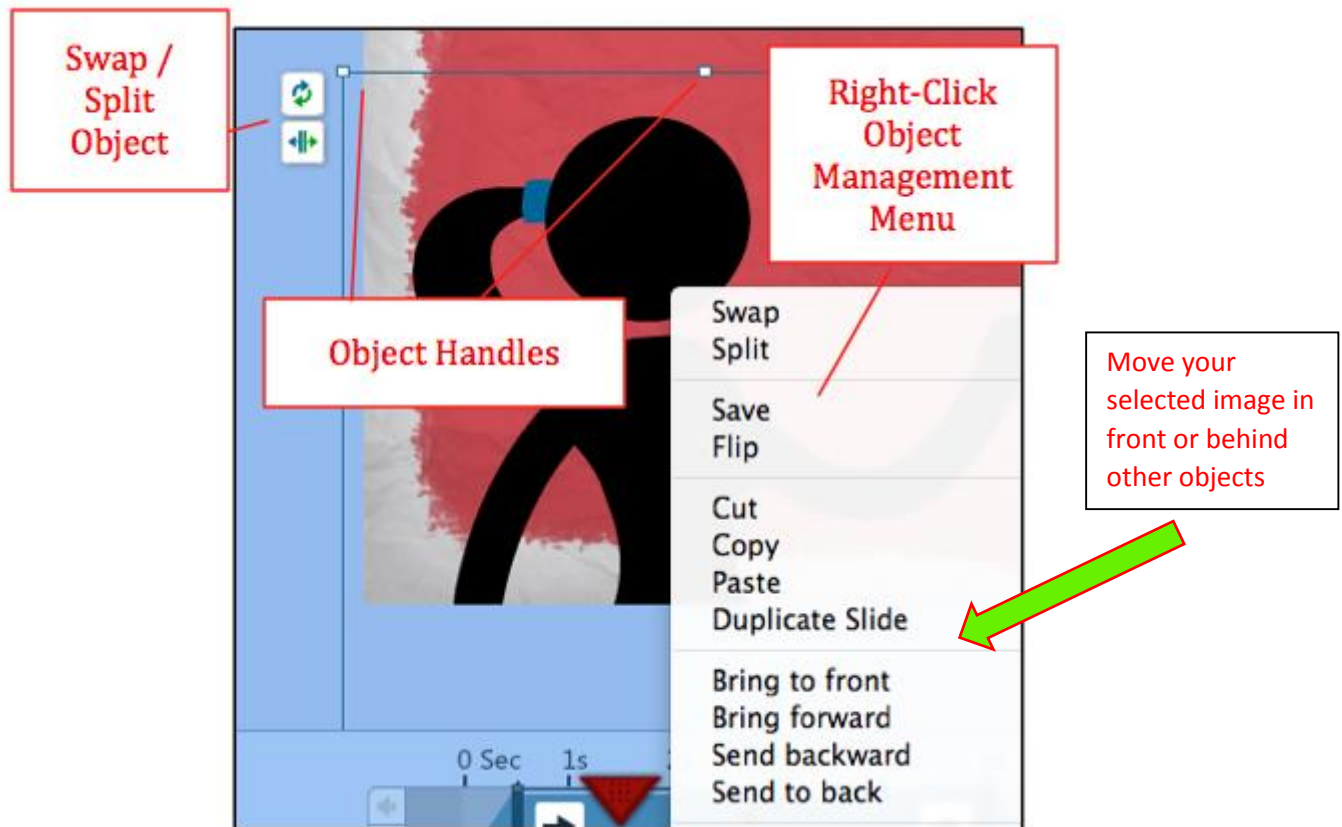 Swap /
Split
Object
Right-Click
Object
Management
Menu
Object Handles
Swap
Split
Save
Flip
Cut
Copy
Paste
Duplicate Slide
Bring to front
Bring forward
Send backward
Send to back
Move your
selected image in
front or behind
other objects
0 Sec 1s